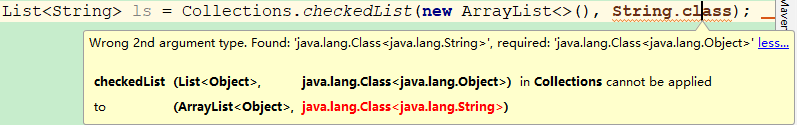 List<String> ls = Collections.checkedList(new ArrayList<>(), String.class);
Maven
Wrong 2nd argument type. Found: 'java.lang.Class<java.lang.String>', required: 'java.lang.Class<java.lang.Object>' less...
checkedList (List<Object>, java.lang.Class<java.lang.Object>) in Collections cannot be applied
to (ArrayList<Object>, java.lang.Class<java.lang.String>)